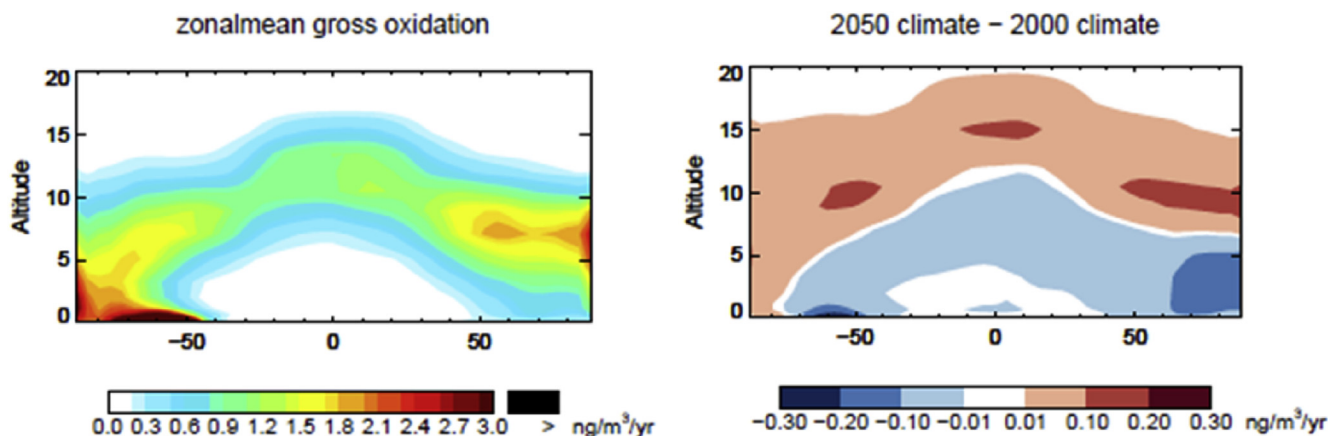 zonalmean gross oxidation
20
15
10
5
0
Altitude
−50 0 50
0.0 0.3 0.6 0.9 1.2 1.5 1.8 2.1 2.4 2.7 3.0 > ng/m³/yr
2050 climate − 2000 climate
20
15
10
5
0
Altitude
−50 0 50
−0.30 −0.20 −0.10 −0.01 0.01 0.10 0.20 0.30 ng/m³/yr